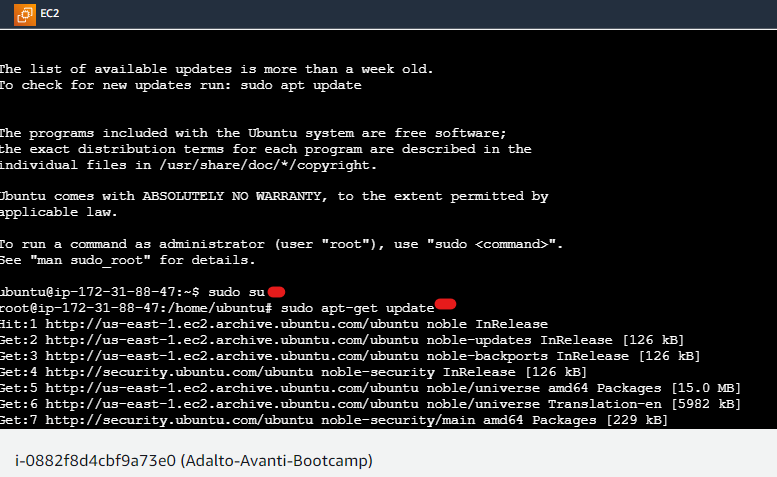 EC2
The list of available updates is more than a week old.
To check for new updates run: sudo apt update
The programs included with the Ubuntu system are free software;
the exact distribution terms for each program are described in the
individual files in /usr/share/doc/*/copyright.
Ubuntu comes with ABSOLUTELY NO WARRANTY, to the extent permitted by
applicable law.
To run a command as administrator (user "root"), use "sudo <command>".
See "man sudo_root" for details.
ubuntu@ip-172-31-88-47:~$ sudo su
root@ip-172-31-88-47:/home/ubuntu# sudo apt-get update
Hit:1 http://us-east-1.ec2.archive.ubuntu.com/ubuntu noble InRelease
Get:2 http://us-east-1.ec2.archive.ubuntu.com/ubuntu noble-updates InRelease [126 kB]
Get:3 http://us-east-1.ec2.archive.ubuntu.com/ubuntu noble-backports InRelease [126 kB]
Get:4 http://security.ubuntu.com/ubuntu noble-security InRelease [126 kB]
Get:5 http://us-east-1.ec2.archive.ubuntu.com/ubuntu noble/universe amd64 Packages [15.0 MB]
Get:6 http://us-east-1.ec2.archive.ubuntu.com/ubuntu noble/universe Translation-en [5982 kB]
Get:7 http://security.ubuntu.com/ubuntu noble-security/main amd64 Packages [229 kB]
i-0882f8d4cbf9a73e0 (Adalto-Avanti-Bootcamp)